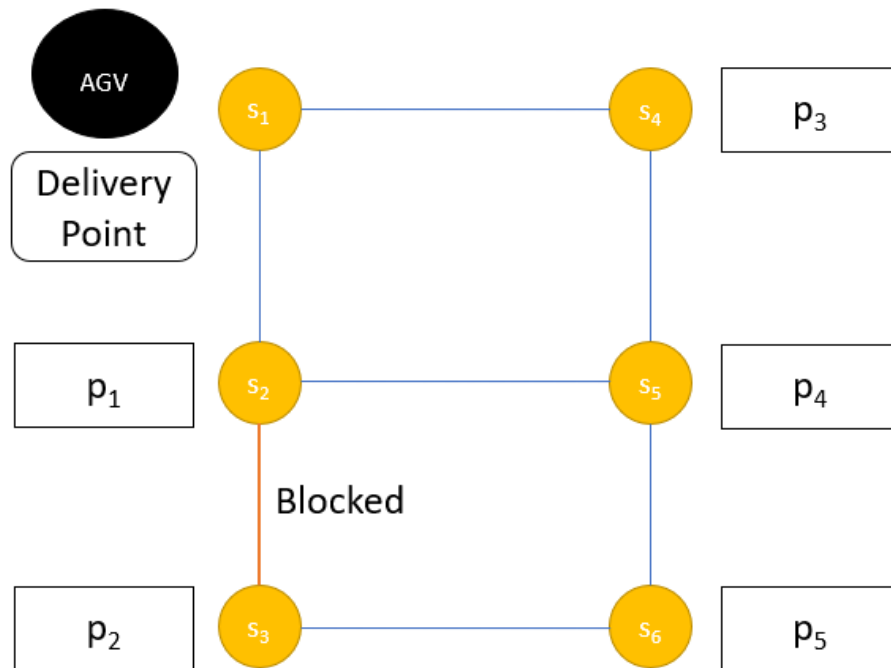 AGV
s₁
s₄
p₃
Delivery
Point
p₁
s₂
s₅
p₄
Blocked
p₂
s₃
s₆
p₅